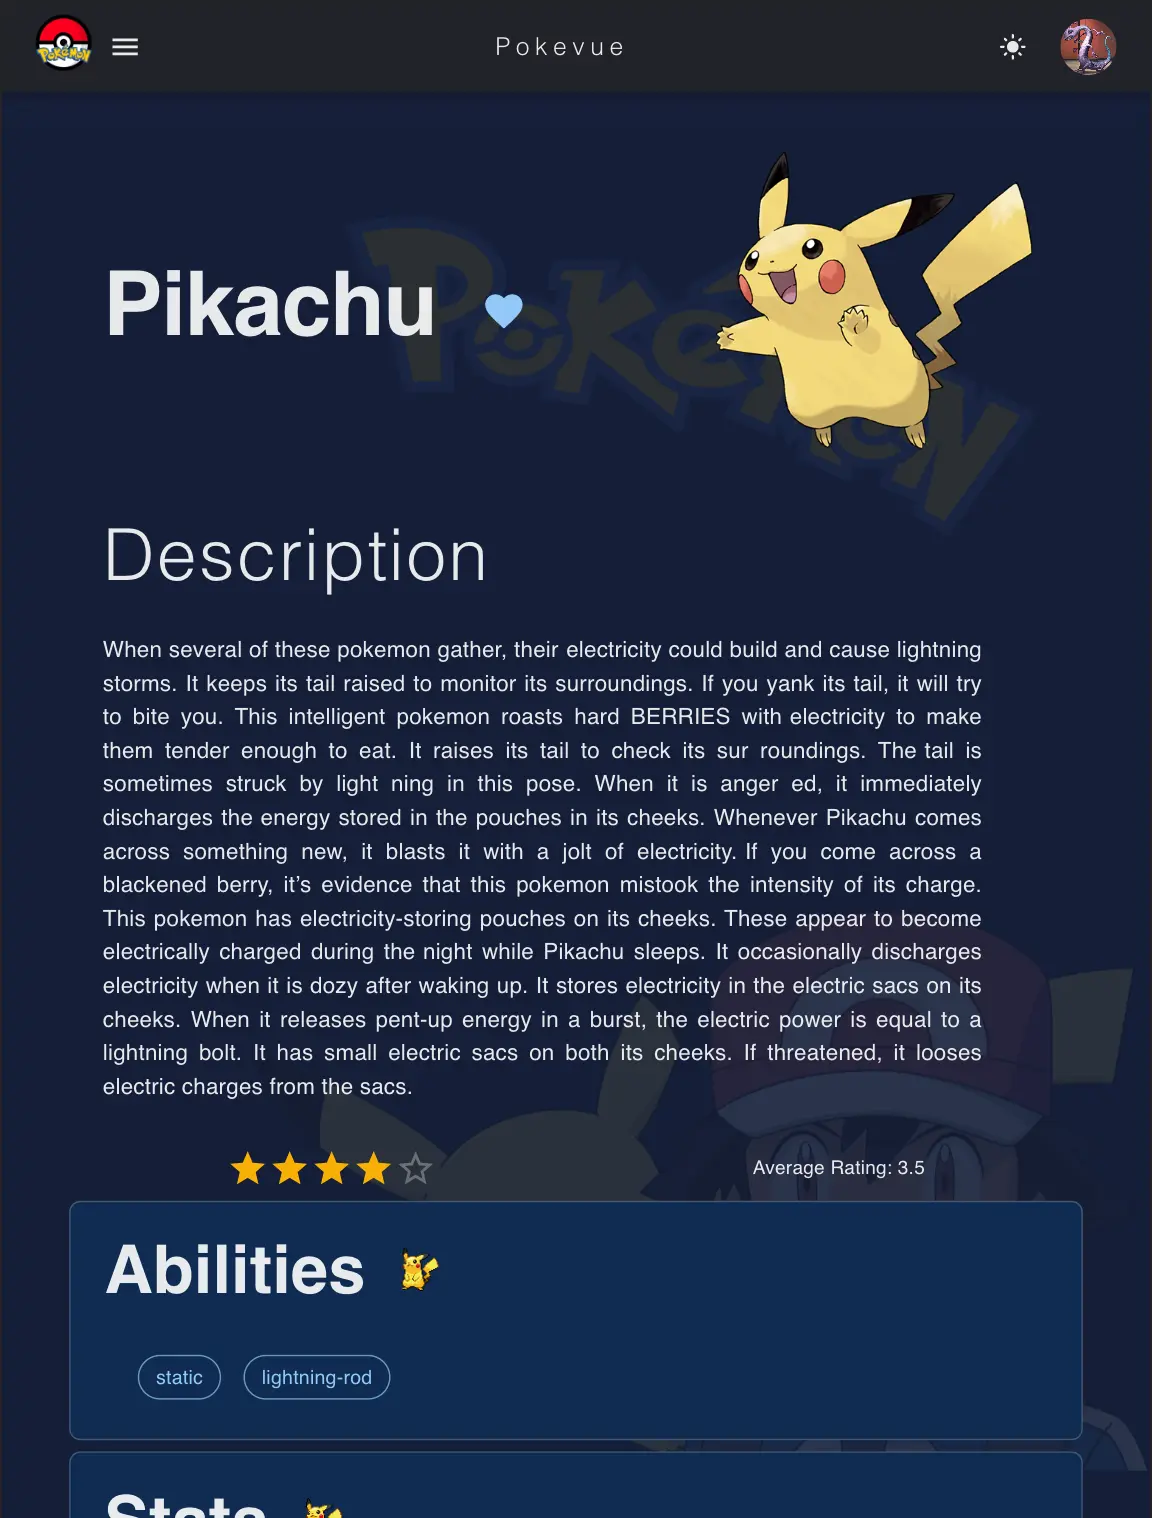 Pokémon
Pokevue
Pokémon
Pikachu
Description
When several of these pokemon gather, their electricity could build and cause lightning
storms. It keeps its tail raised to monitor its surroundings. If you yank its tail, it will try
to bite you. This intelligent pokemon roasts hard BERRIES with electricity to make
them tender enough to eat. It raises its tail to check its sur roundings. The tail is
sometimes struck by light ning in this pose. When it is anger ed, it immediately
discharges the energy stored in the pouches in its cheeks. Whenever Pikachu comes
across something new, it blasts it with a jolt of electricity. If you come across a
blackened berry, it’s evidence that this pokemon mistook the intensity of its charge.
This pokemon has electricity-storing pouches on its cheeks. These appear to become
electrically charged during the night while Pikachu sleeps. It occasionally discharges
electricity when it is dozy after waking up. It stores electricity in the electric sacs on its
cheeks. When it releases pent-up energy in a burst, the electric power is equal to a
lightning bolt. It has small electric sacs on both its cheeks. If threatened, it looses
electric charges from the sacs.
Average Rating: 3.5
Abilities
static
lightning-rod
Stats